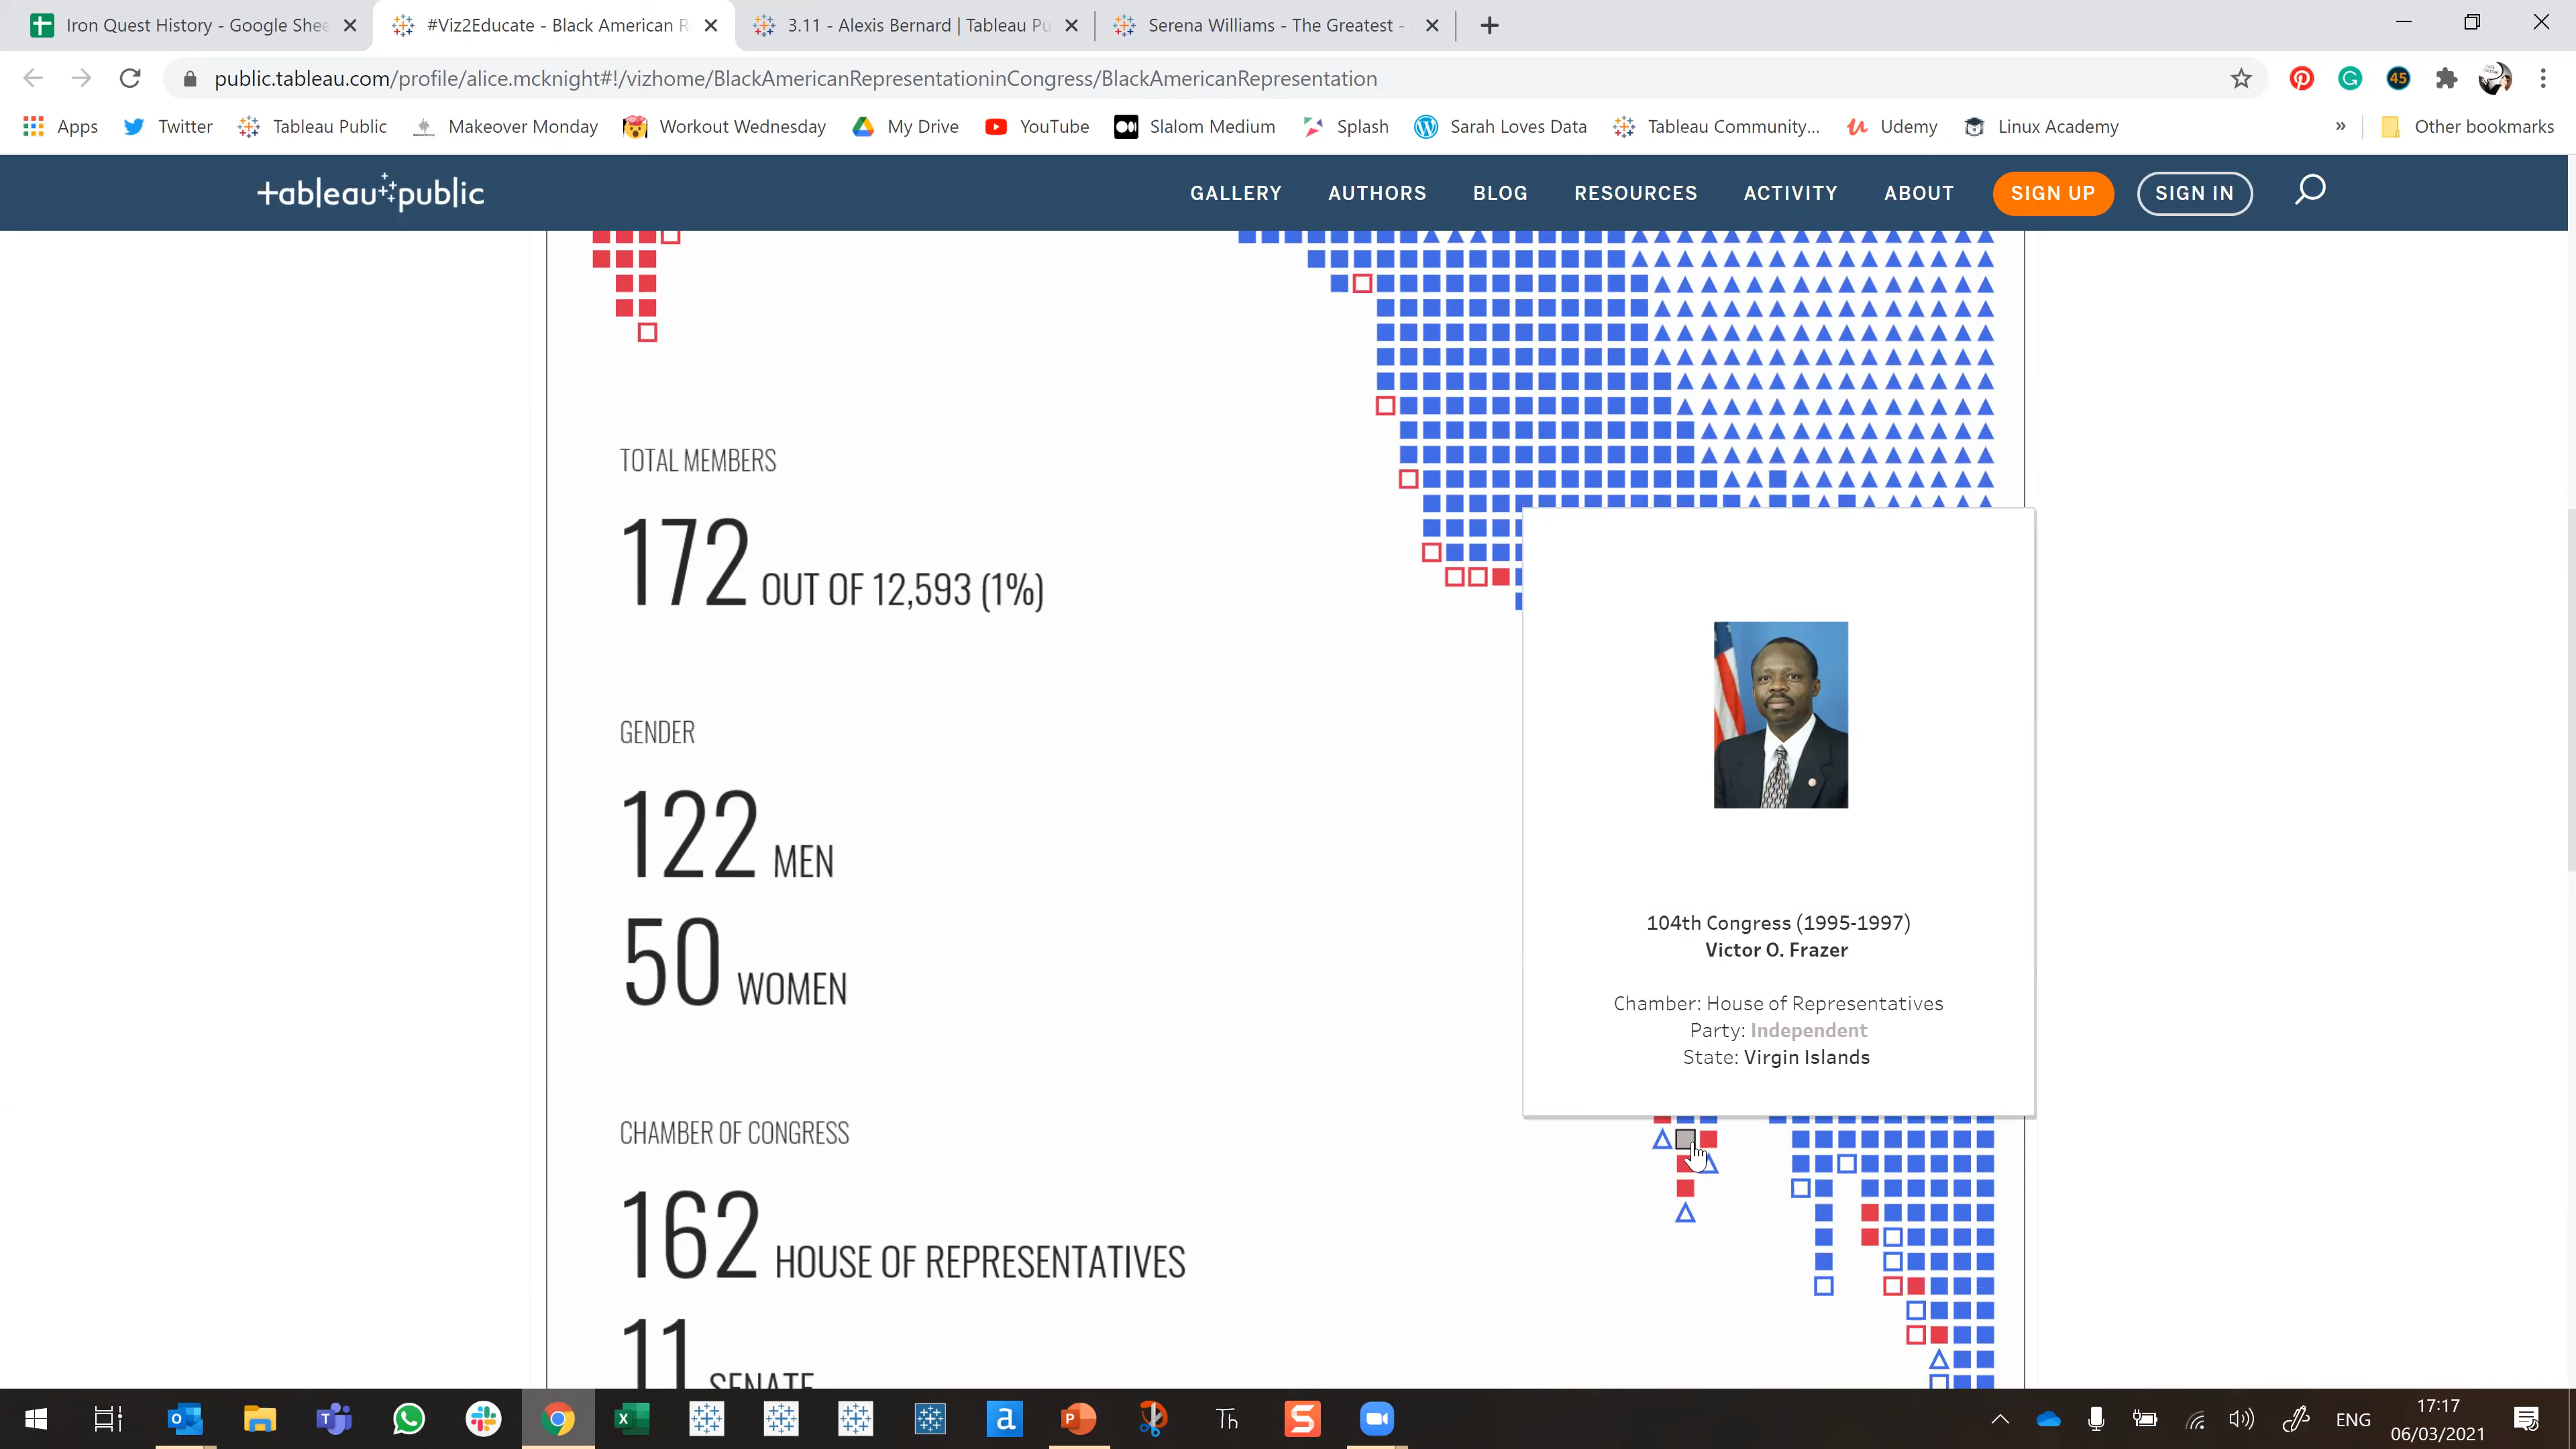 Iron Quest History - Google Shee
#Viz2Educate - Black American R
3.11 - Alexis Bernard | Tableau Pu
Serena Williams - The Greatest -
public.tableau.com/profile/alice.mcknight#!/vizhome/BlackAmericanRepresentationinCongress/BlackAmericanRepresentation
45
Apps
Twitter
Tableau Public
Makeover Monday
Workout Wednesday
My Drive
YouTube
Slalom Medium
Splash
Sarah Loves Data
Tableau Community...
Udemy
Linux Academy
»
Other bookmarks
tableau public
GALLERY
AUTHORS
BLOG
RESOURCES
ACTIVITY
ABOUT
SIGN UP
SIGN IN
TOTAL MEMBERS
172 OUT OF 12,593 (1%)
GENDER
122 MEN
50 WOMEN
CHAMBER OF CONGRESS
162 HOUSE OF REPRESENTATIVES
11 SENATE
104th Congress (1995-1997)
Victor O. Frazer
Chamber: House of Representatives
Party: Independent
State: Virgin Islands
Th
ENG
17:17
06/03/2021